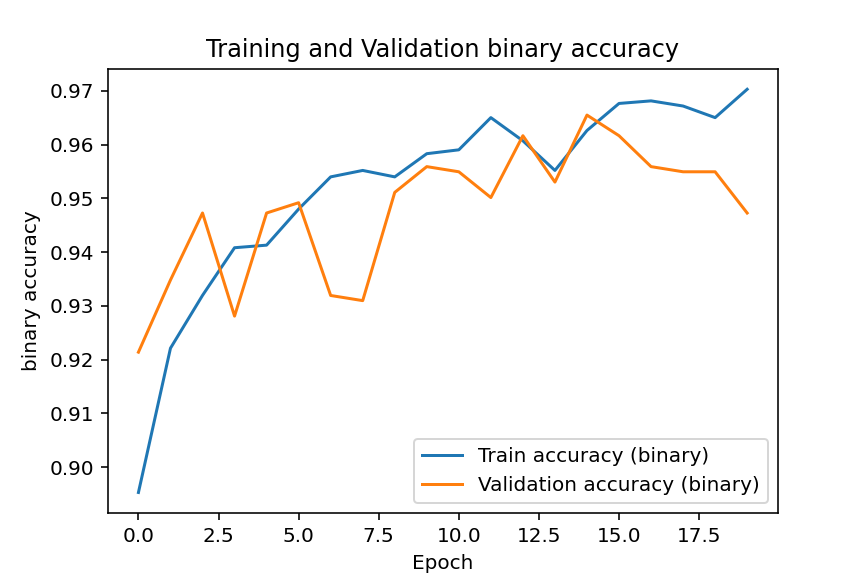 Training and Validation binary accuracy
binary accuracy
0.97
0.96
0.95
0.94
0.93
0.92
0.91
0.90
Train accuracy (binary)
Validation accuracy (binary)
0.0 2.5 5.0 7.5 10.0 12.5 15.0 17.5
Epoch